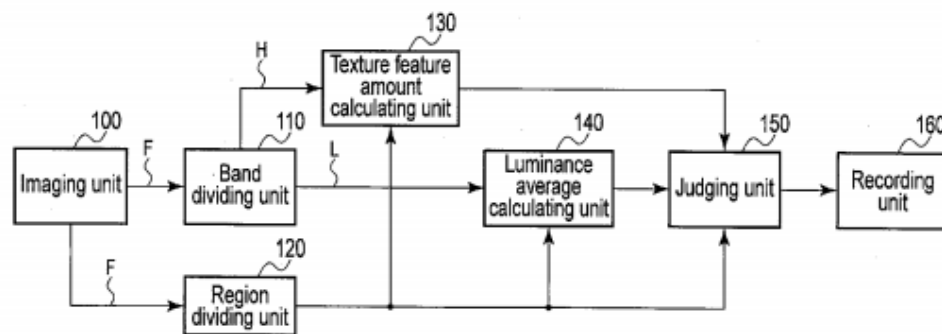 130
H
Texture feature
amount
calculating unit
100
F
110
L
140
150
160
Imaging unit
Band
dividing unit
Luminance
average
calculating unit
Judging unit
Recording
unit
120
F
Region
dividing unit